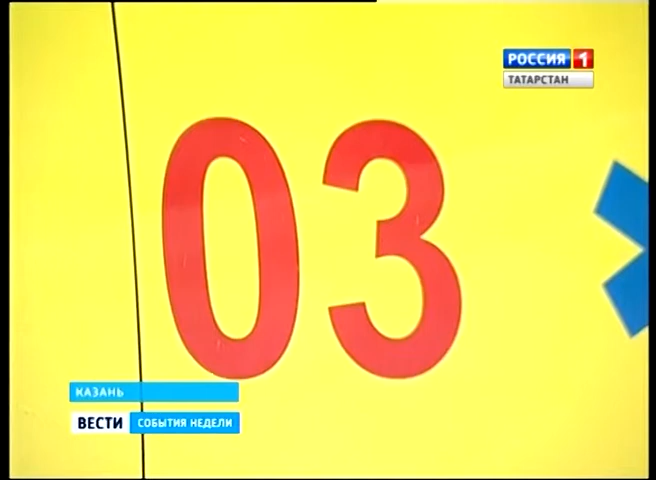 РОССИЯ 1
ТАТАРСТАН
03
КАЗАНЬ
ВЕСТИ СОБЫТИЯ НЕДЕЛИ